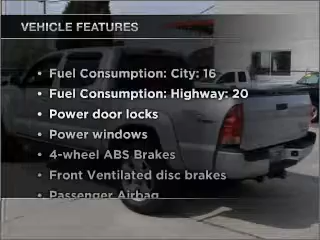 VEHICLE FEATURES
• Fuel Consumption: City: 16
• Fuel Consumption: Highway: 20
• Power door locks
• Power windows
• 4-wheel ABS Brakes
• Front Ventilated disc brakes
• Passenger Airbag